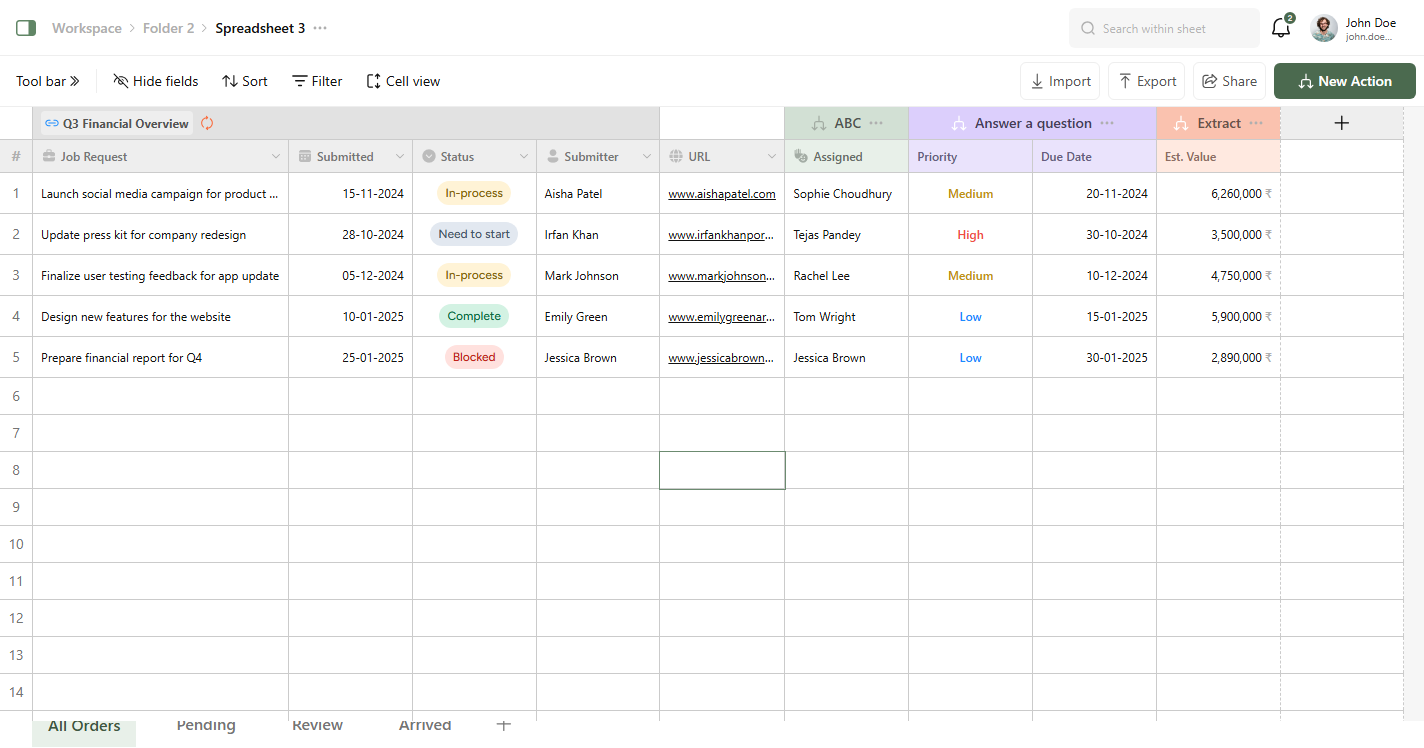 Workspace > Folder 2 > Spreadsheet 3 ···
Search within sheet
2
John Doe
john.doe...
Tool bar
Hide fields
Sort
Filter
Cell view
Import
Export
Share
New Action
Q3 Financial Overview
ABC ···
Answer a question ···
Extract ···
+
# Job Request Submitted Status Submitter URL Assigned Priority Due Date Est. Value
1 Launch social media campaign for product ... 15-11-2024 In-process Aisha Patel www.aishapatel.com Sophie Choudhury Medium 20-11-2024 6,260,000 ₹
2 Update press kit for company redesign 28-10-2024 Need to start Irfan Khan www.irfankhanpor... Tejas Pandey High 30-10-2024 3,500,000 ₹
3 Finalize user testing feedback for app update 05-12-2024 In-process Mark Johnson www.markjohnson... Rachel Lee Medium 10-12-2024 4,750,000 ₹
4 Design new features for the website 10-01-2025 Complete Emily Green www.emilygreenar... Tom Wright Low 15-01-2025 5,900,000 ₹
5 Prepare financial report for Q4 25-01-2025 Blocked Jessica Brown www.jessicabrown... Jessica Brown Low 30-01-2025 2,890,000 ₹
6
7
8
9
10
11
12
13
14
All Orders Pending Review Arrived +